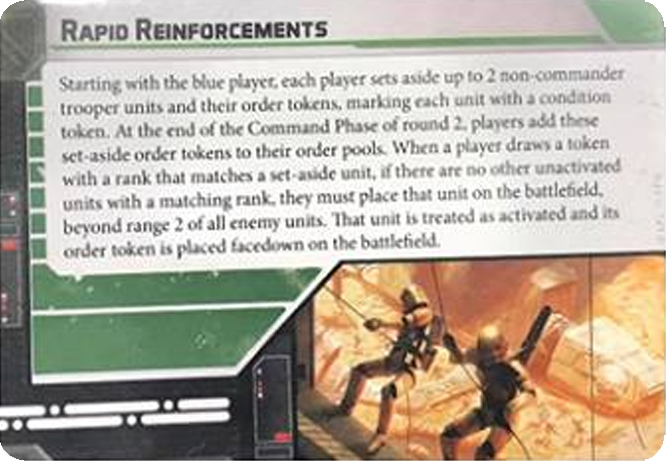 RAPID REINFORCEMENTS
Starting with the blue player, each player sets aside up to 2 non-commander
trooper units and their order tokens, marking each unit with a condition
token. At the end of the Command Phase of round 2, players add these
set-aside order tokens to their order pools. When a player draws a token
with a rank that matches a set-aside unit, if there are no other unactivated
units with a matching rank, they must place that unit on the battlefield,
beyond range 2 of all enemy units. That unit is treated as activated and its
order token is placed facedown on the battlefield.